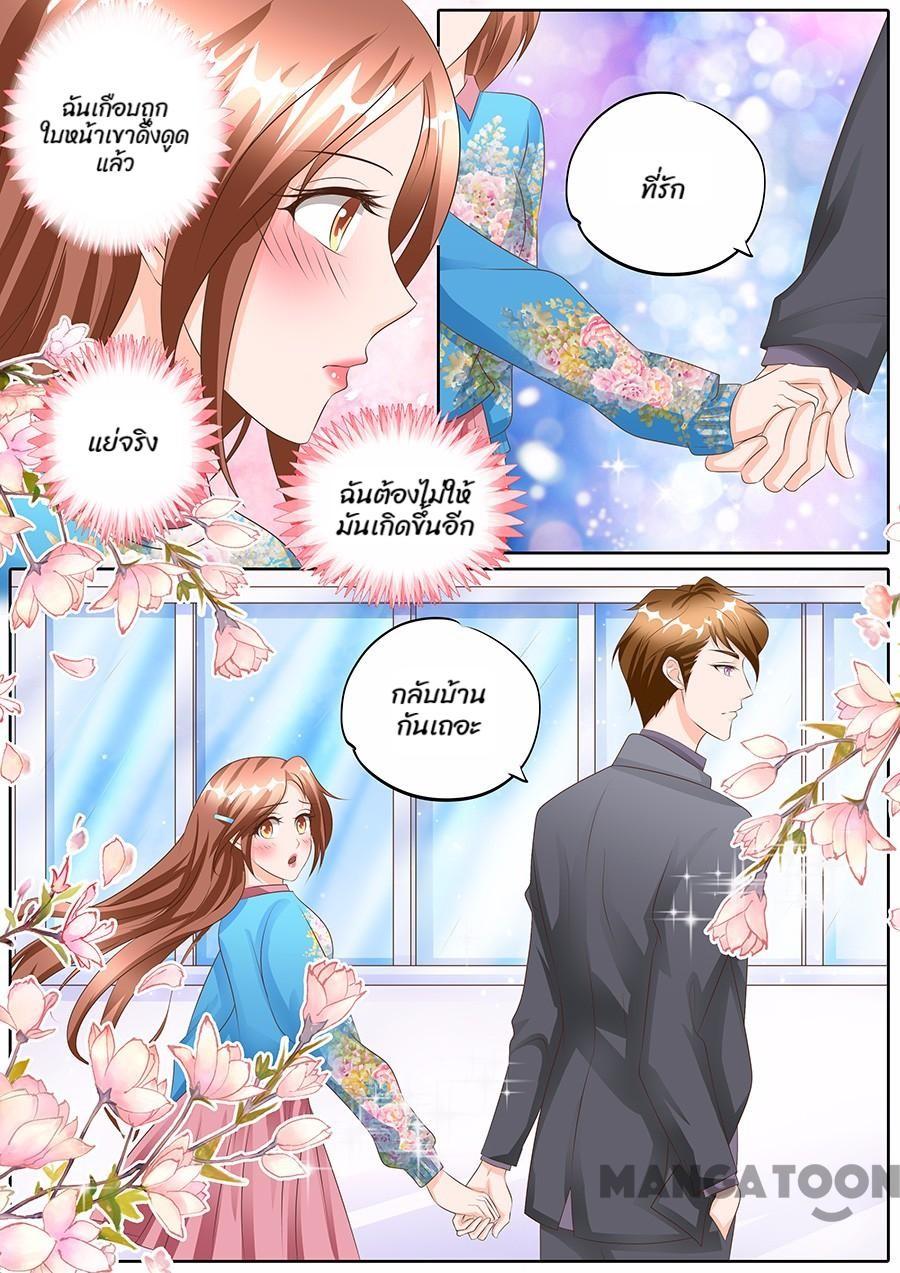 ฉันเกือบถูก
ใบหน้าเขาดึงดูด
แล้ว
แย่จริง
ฉันต้องไม่ให้
มันเกิดขึ้นอีก
ที่รัก
กลับบ้าน
กันเถอะ
MANGATOON